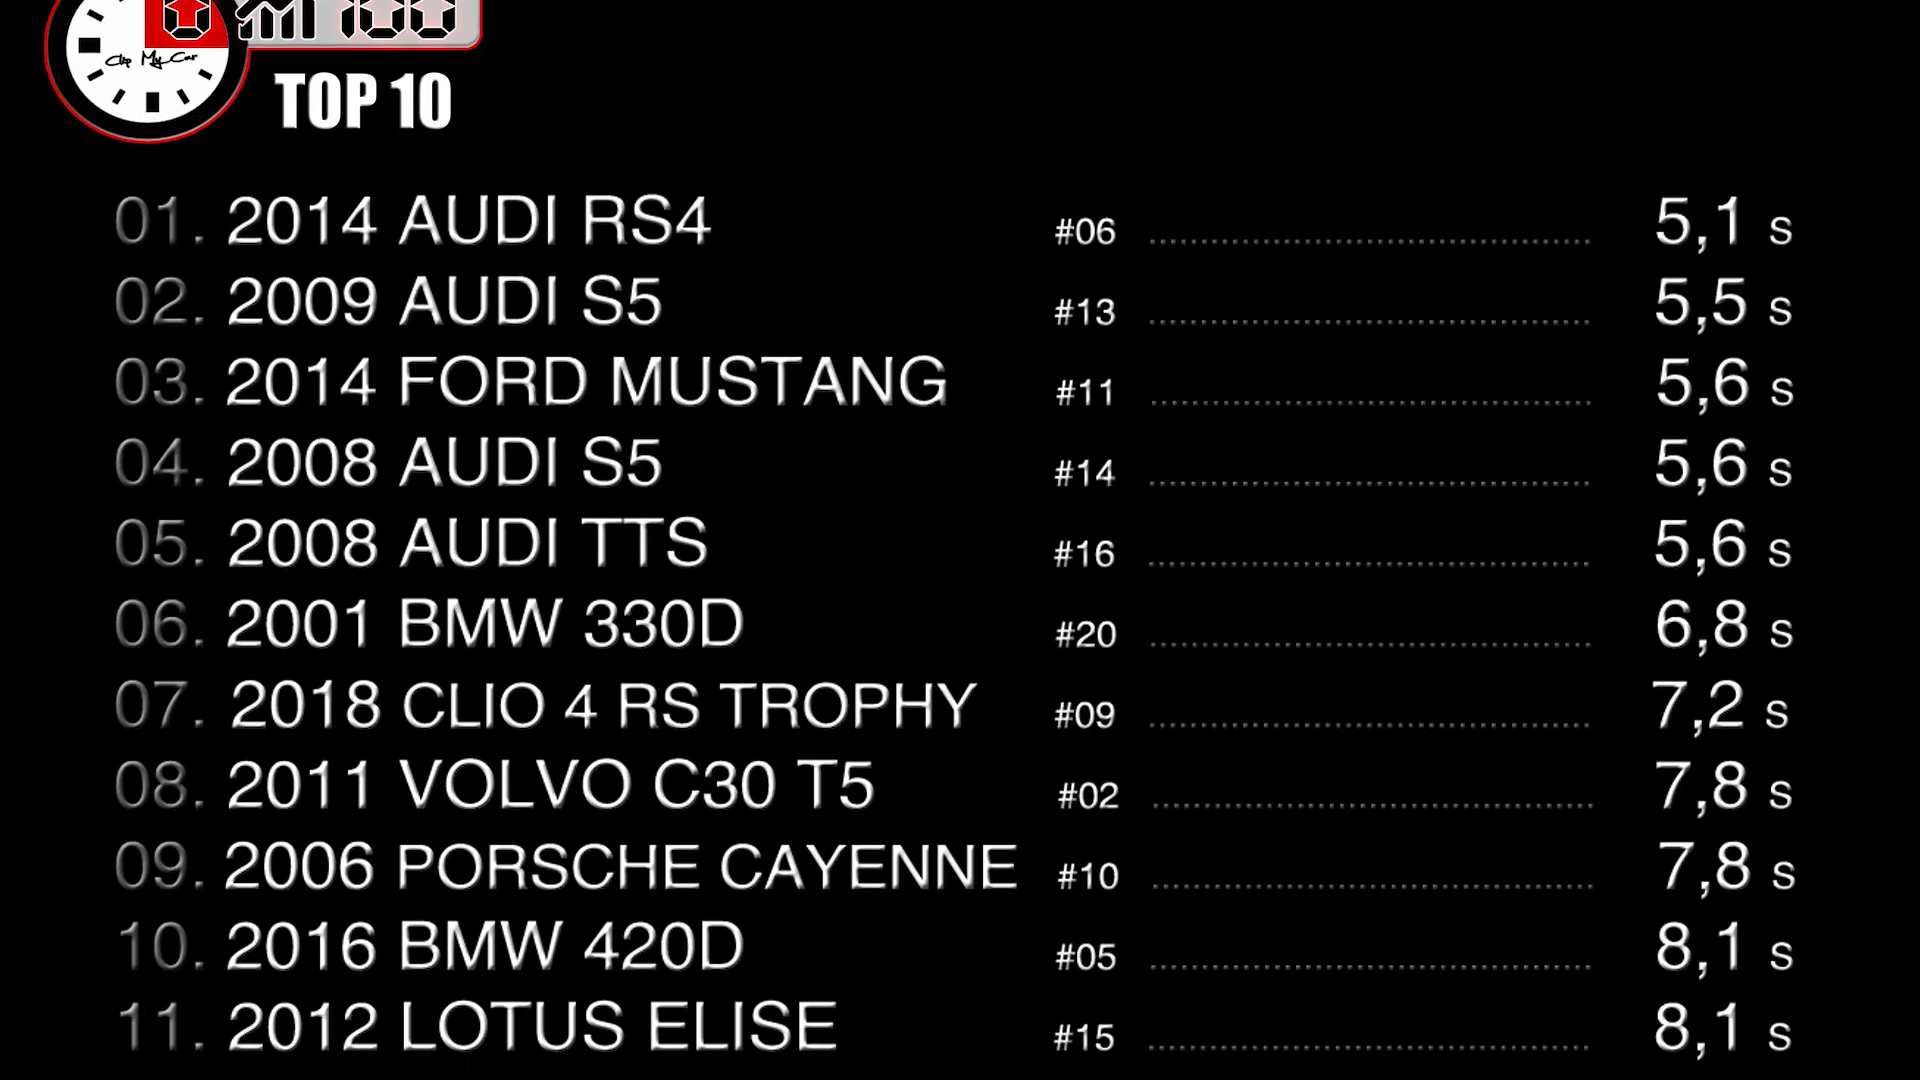 Clip My Car
TOP 10
01. 2014 AUDI RS4 #06 5,1 s
02. 2009 AUDI S5 #13 5,5 s
03. 2014 FORD MUSTANG #11 5,6 s
04. 2008 AUDI S5 #14 5,6 s
05. 2008 AUDI TTS #16 5,6 s
06. 2001 BMW 330D #20 6,8 s
07. 2018 CLIO 4 RS TROPHY #09 7,2 s
08. 2011 VOLVO C30 T5 #02 7,8 s
09. 2006 PORSCHE CAYENNE #10 7,8 s
10. 2016 BMW 420D #05 8,1 s
11. 2012 LOTUS ELISE #15 8,1 s